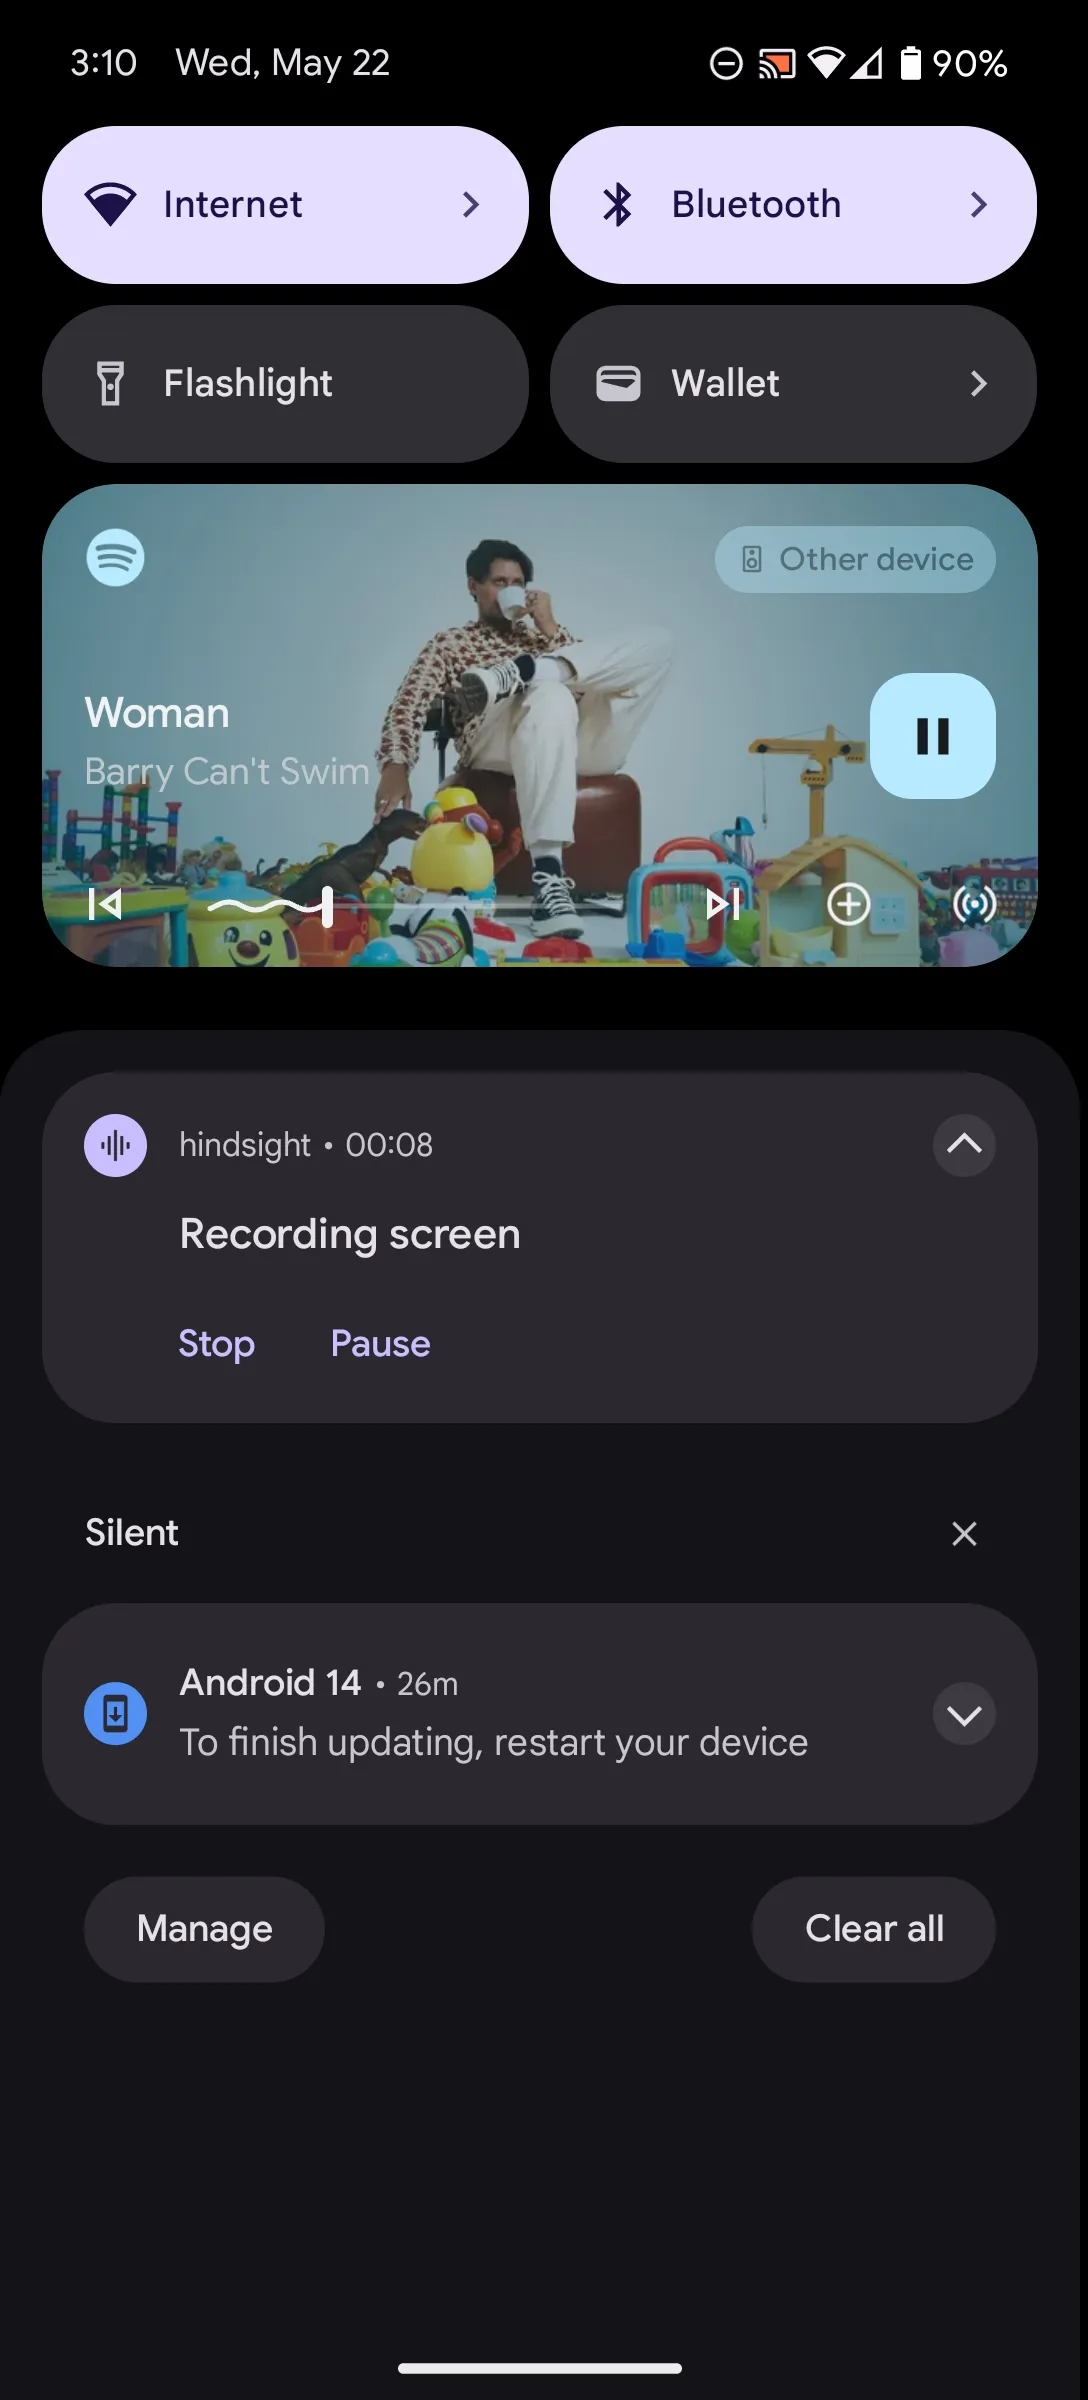 3:10 Wed, May 22 90%
Internet
Bluetooth
Flashlight
Wallet
Other device
Woman
Barry Can't Swim
hindsight • 00:08
Recording screen
Stop Pause
Silent
Android 14 • 26m
To finish updating, restart your device
Manage
Clear all